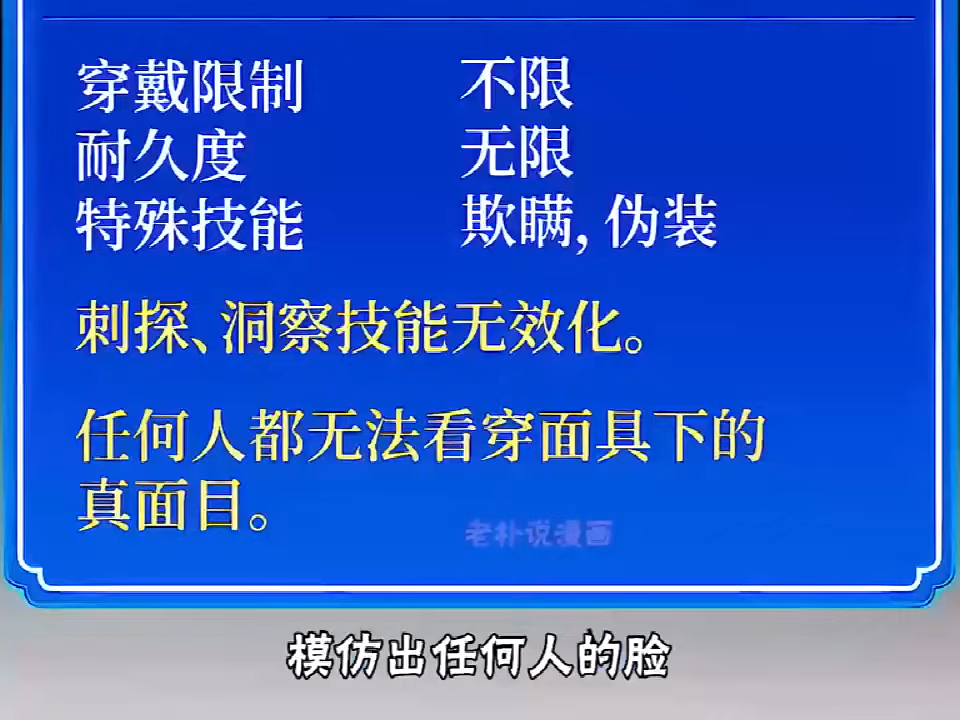 穿戴限制 不限
耐久度 无限
特殊技能 欺瞒, 伪装
刺探、洞察技能无效化。
任何人都无法看穿面具下的
真面目。
老朴说漫画
模仿出任何人的脸